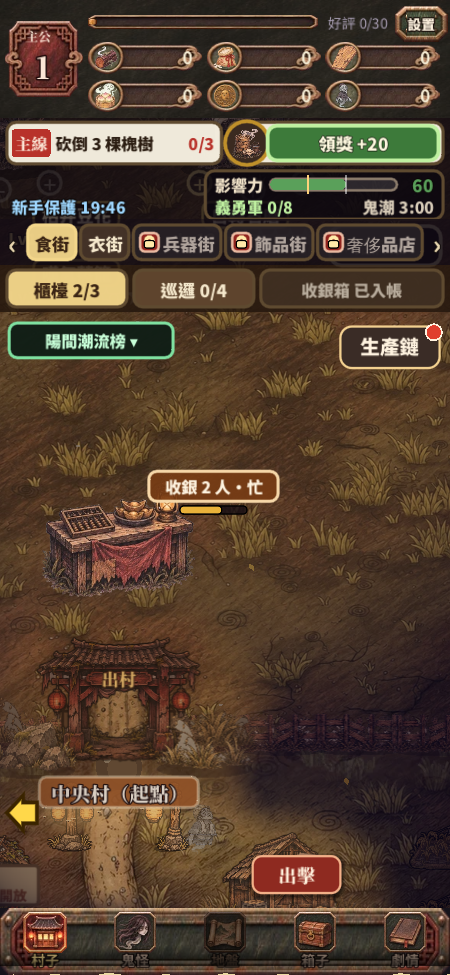 主公
1
好評 0/30
設置
0
0
0
0
0
0
主線 砍倒 3 棵槐樹 0/3
領獎 +20
影響力 60
新手保護 19:46
義勇軍 0/8
鬼潮 3:00
‹
食街
衣街
兵器街
飾品街
奢侈品店
›
櫃檯 2/3
巡邏 0/4
收銀箱 已入帳
陽間潮流榜 ▾
生產鏈
收銀 2 人・忙
出村
中央村（起點）
出擊
村子
鬼怪
地盤
箱子
劇情